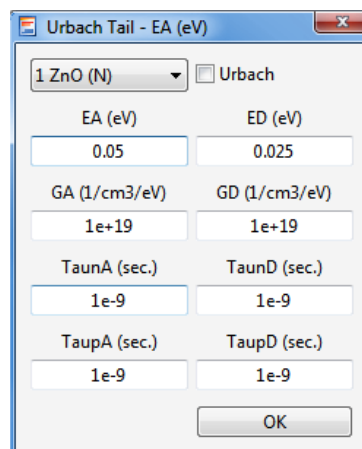 Urbach Tail - EA (eV)
1 ZnO (N) Urbach
EA (eV) ED (eV)
0.05 0.025
GA (1/cm3/eV) GD (1/cm3/eV)
1e+19 1e+19
TaunA (sec.) TaunD (sec.)
1e-9 1e-9
TaupA (sec.) TaupD (sec.)
1e-9 1e-9
OK